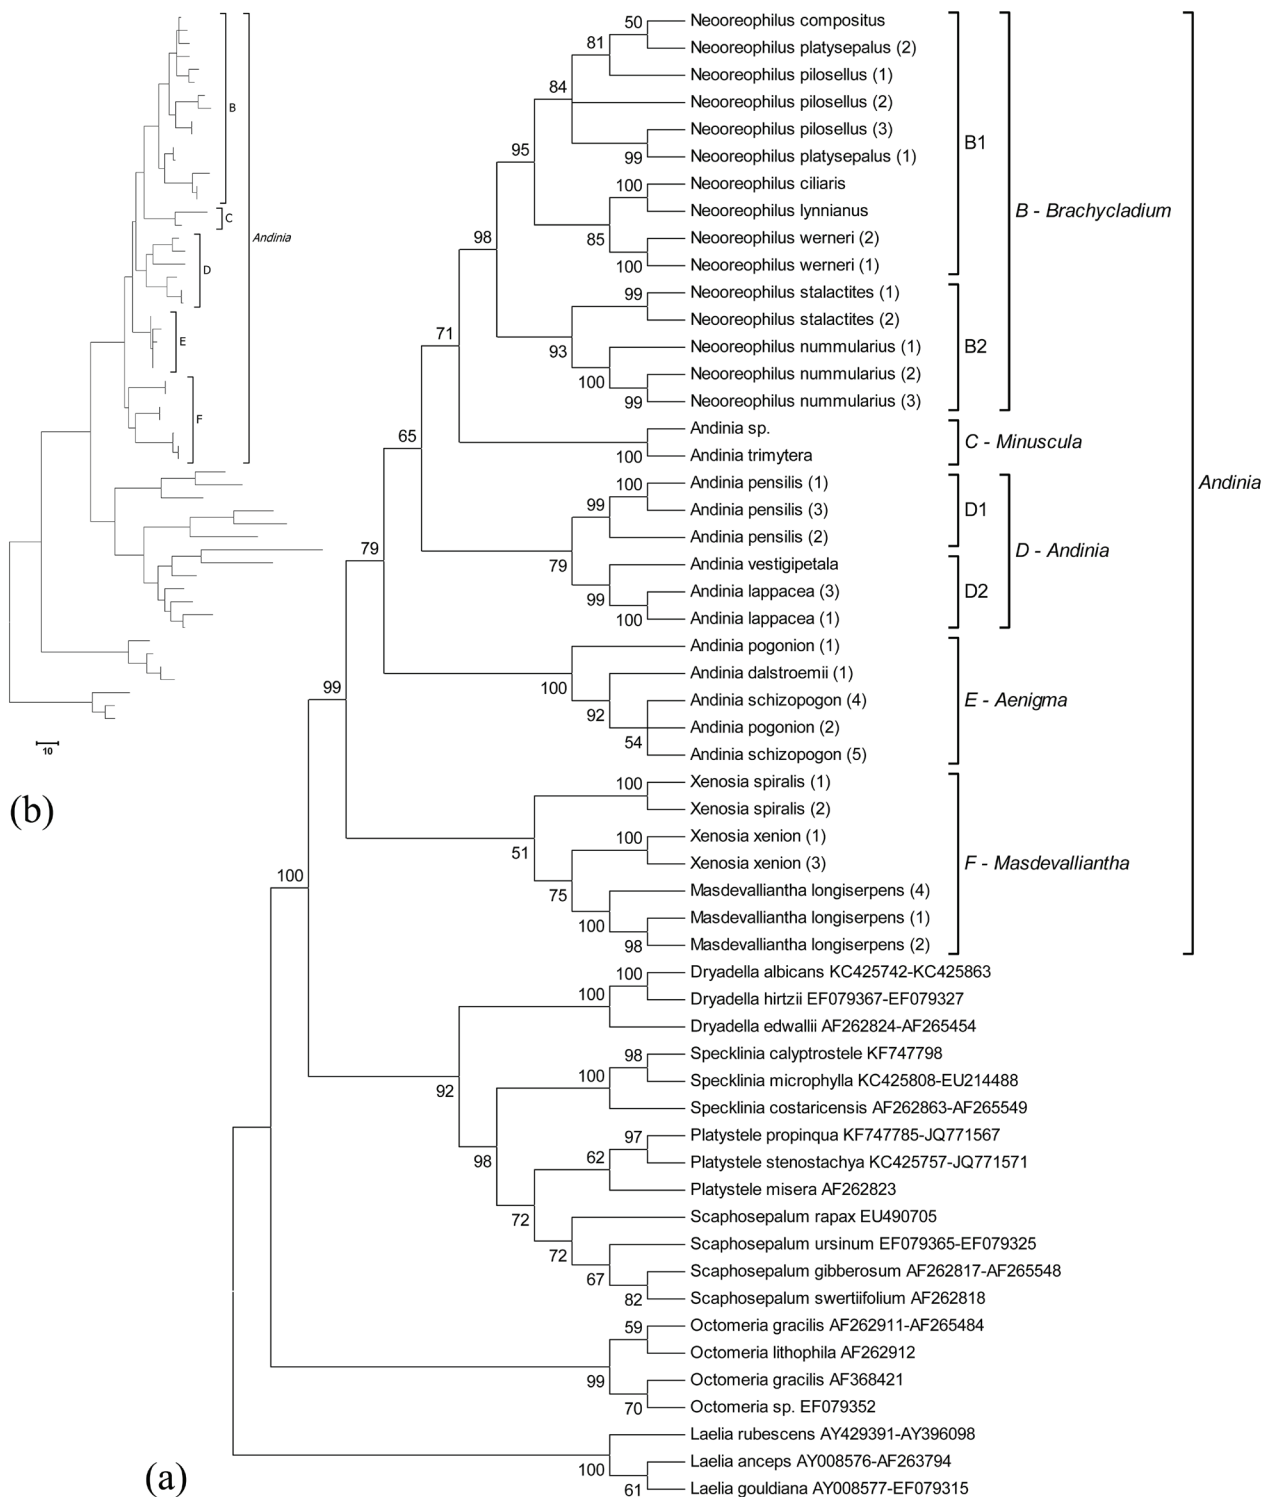 B
C
D
E
F
Andinia
10
(b)
50
81
84
95
99
100
85
100
98
99
93
100
99
71
100
65
100
99
79
99
100
79
100
92
54
99
100
51
100
75
100
98
100
100
100
92
98
100
98
97
62
72
72
67
82
59
99
70
100
61
Neooreophilus compositus
Neooreophilus platysepalus (2)
Neooreophilus pilosellus (1)
Neooreophilus pilosellus (2)
Neooreophilus pilosellus (3)
Neooreophilus platysepalus (1)
Neooreophilus ciliaris
Neooreophilus lynnianus
Neooreophilus werneri (2)
Neooreophilus werneri (1)
Neooreophilus stalactites (1)
Neooreophilus stalactites (2)
Neooreophilus nummularius (1)
Neooreophilus nummularius (2)
Neooreophilus nummularius (3)
Andinia sp.
Andinia trimytera
Andinia pensilis (1)
Andinia pensilis (3)
Andinia pensilis (2)
Andinia vestigipetala
Andinia lappacea (3)
Andinia lappacea (1)
Andinia pogonion (1)
Andinia dalstroemii (1)
Andinia schizopogon (4)
Andinia pogonion (2)
Andinia schizopogon (5)
Xenosia spiralis (1)
Xenosia spiralis (2)
Xenosia xenion (1)
Xenosia xenion (3)
Masdevalliantha longiserpens (4)
Masdevalliantha longiserpens (1)
Masdevalliantha longiserpens (2)
Dryadella albicans KC425742-KC425863
Dryadella hirtzii EF079367-EF079327
Dryadella edwallii AF262824-AF265454
Specklinia calyptrostele KF747798
Specklinia microphylla KC425808-EU214488
Specklinia costaricensis AF262863-AF265549
Platystele propinqua KF747785-JQ771567
Platystele stenostachya KC425757-JQ771571
Platystele misera AF262823
Scaphosepalum rapax EU490705
Scaphosepalum ursinum EF079365-EF079325
Scaphosepalum gibberosum AF262817-AF265548
Scaphosepalum swertiifolium AF262818
Octomeria gracilis AF262911-AF265484
Octomeria lithophila AF262912
Octomeria gracilis AF368421
Octomeria sp. EF079352
Laelia rubescens AY429391-AY396098
Laelia anceps AY008576-AF263794
Laelia gouldiana AY008577-EF079315
B1
B2
B - Brachycladium
C - Minuscula
D1
D2
D - Andinia
E - Aenigma
F - Masdevalliantha
Andinia
(a)